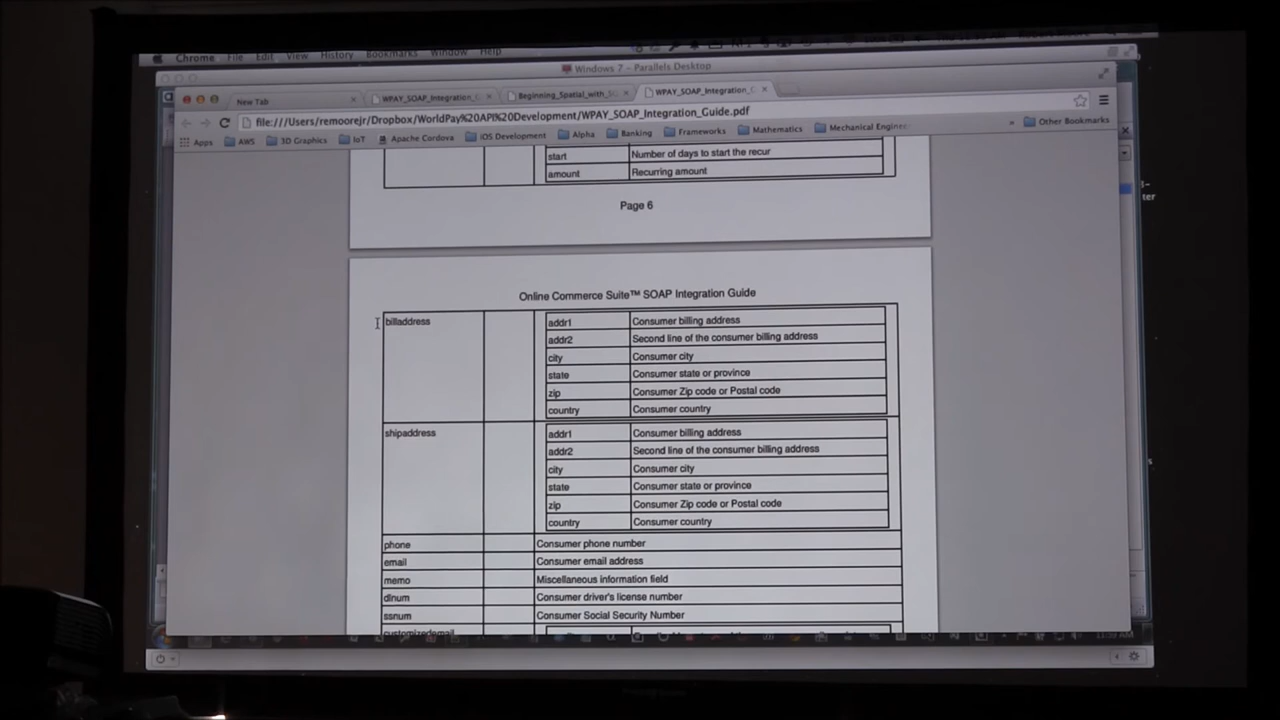 Chrome File Edit View History Bookmarks Window Help
Windows 7 - Parallels Desktop
New Tab WPAY_SOAP_Integration_G Beginning_Spatial_with_SQ WPAY_SOAP_Integration_G
file:///Users/remoorejr/Dropbox/WorldPay%20API%20Development/WPAY_SOAP_Integration_Guide.pdf
Apps AWS 3D Graphics IoT Apache Cordova iOS Development Alpha Banking Frameworks Mathematics Mechanical Engine Other Bookmarks
start Number of days to start the recur
amount Recurring amount
Page 6
Online Commerce Suite™ SOAP Integration Guide
billaddress addr1 Consumer billing address
addr2 Second line of the consumer billing address
city Consumer city
state Consumer state or province
zip Consumer Zip code or Postal code
country Consumer country
shipaddress addr1 Consumer billing address
addr2 Second line of the consumer billing address
city Consumer city
state Consumer state or province
zip Consumer Zip code or Postal code
country Consumer country
phone Consumer phone number
email Consumer email address
memo Miscellaneous information field
dlnum Consumer driver's license number
ssnum Consumer Social Security Number
customizedemail
11:59 AM